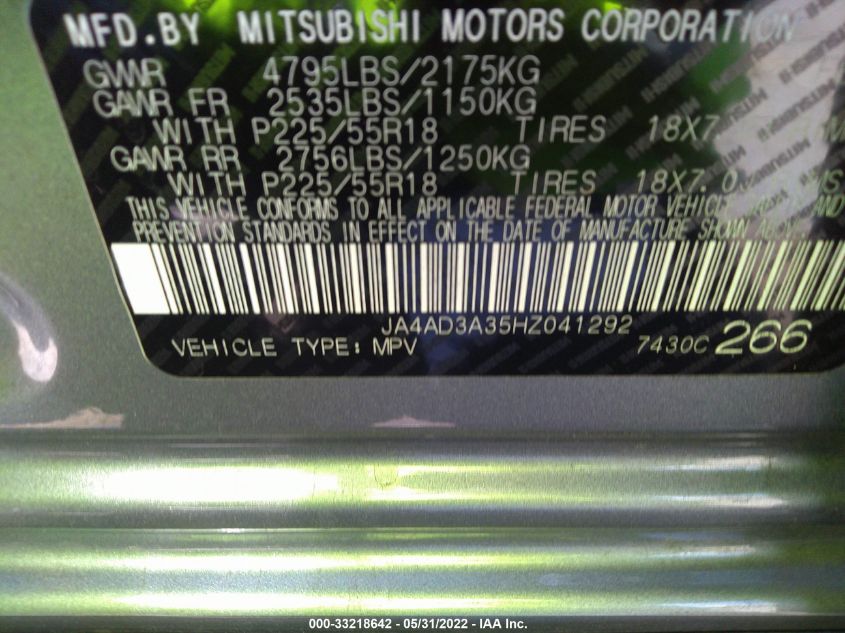 MFD.BY MITSUBISHI MOTORS CORPORATION
GVWR 4795LBS/2175KG
GAWR FR 2535LBS/1150KG
WITH P225/55R18 TIRES 18X7.
GAWR RR 2756LBS/1250KG
WITH P225/55R18 TIRES 18X7.0
THIS VEHICLE CONFORMS TO ALL APPLICABLE FEDERAL MOTOR VEHICLE AND
PREVENTION STANDARDS IN EFFECT ON THE DATE OF MANUFACTURE SHOWN
JA4AD3A35HZ041292
VEHICLE TYPE: MPV 7430C 266
000-33218642 - 05/31/2022 - IAA Inc.